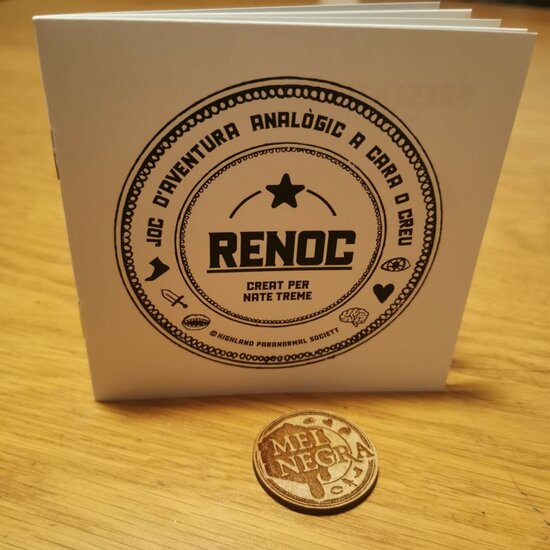 JOC D'AVENTURA ANALÒGIC A CARA O CREU
RENOC
CREAT PER
NATE TREME
HIGHLAND PARANORMAL SOCIETY
MEL
NEGRA